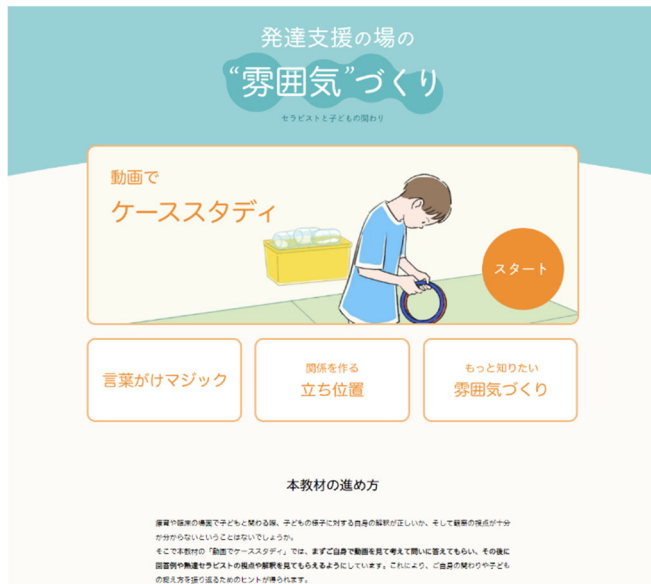 発達支援の場の
“雰囲気”づくり
セラピストと子どもの関わり
動画で
ケーススタディ
スタート
言葉がけマジック
関係を作る
立ち位置
もっと知りたい
雰囲気づくり
本教材の進め方
療育や臨床の場面で子どもと関わる際、子どもの様子に対する自身の解釈が正しいか、そして観察の視点が十分
か分からないということはないでしょうか。
そこで本教材の「動画でケーススタディ」では、まずご自身で動画を見て考えて問いに答えてもらい、その後に
回答例や熟達セラピストの視点や解釈を見てもらえるようにしています。これにより、ご自身の関わりや子ども
の捉え方を振り返るためのヒントが得られます。